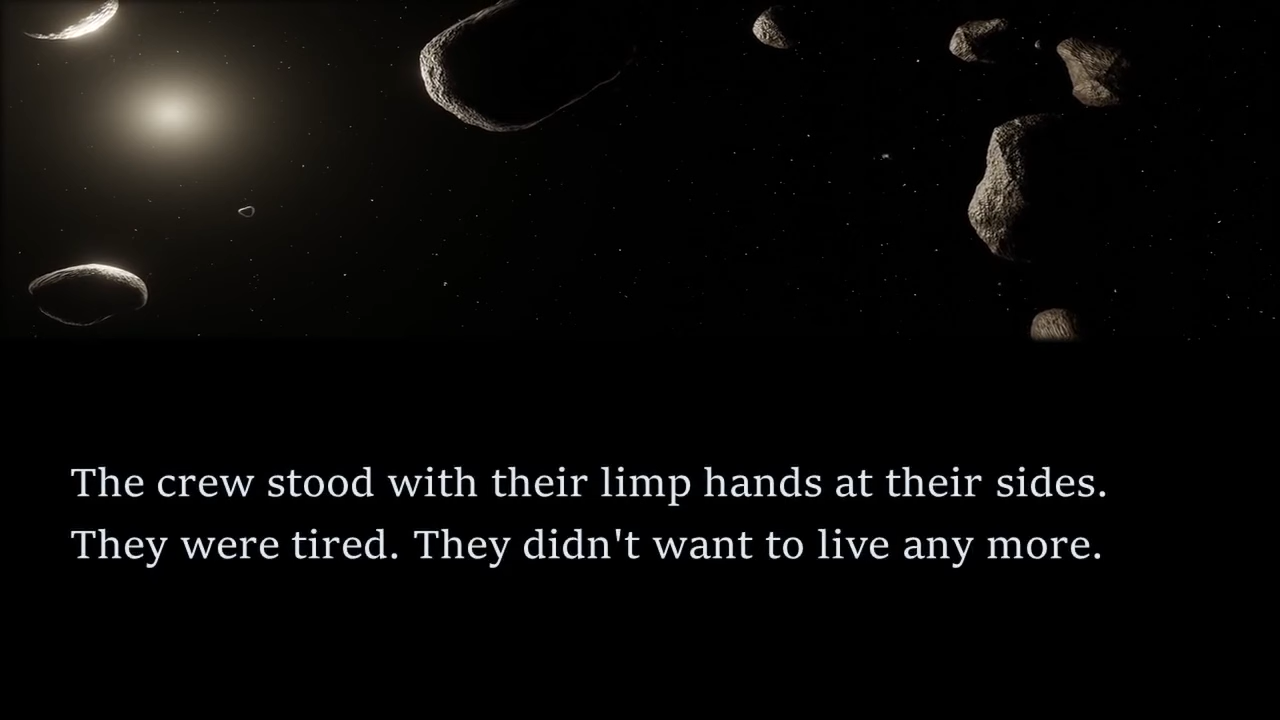 The crew stood with their limp hands at their sides.
They were tired. They didn't want to live any more.